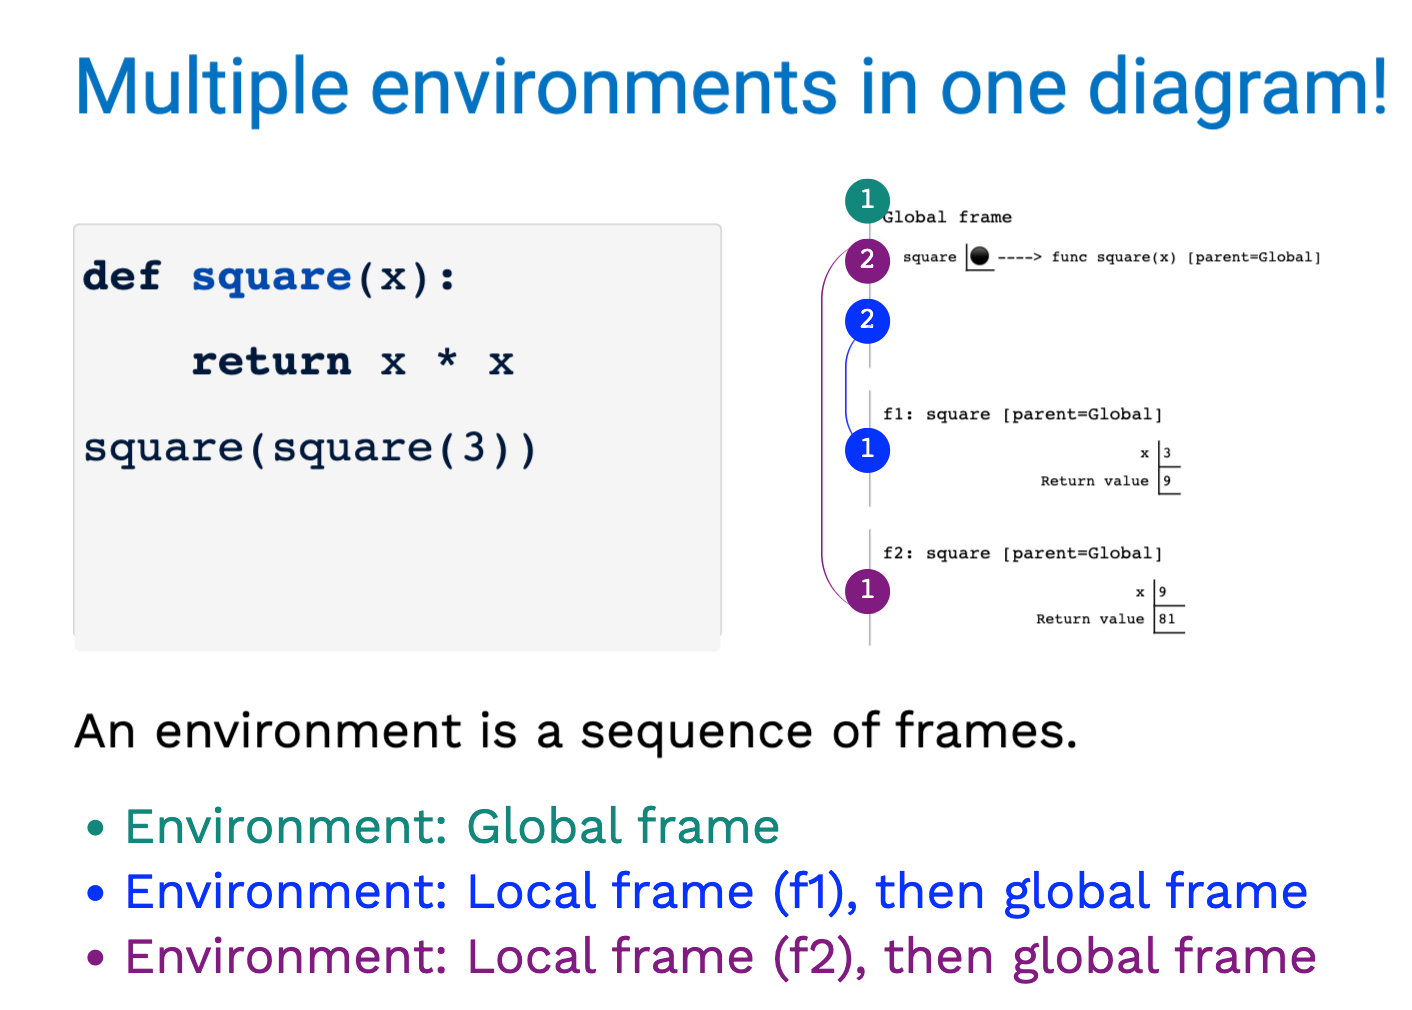 Multiple environments in one diagram!
def square(x):
    return x * x
square(square(3))
1
Global frame
2
square ----> func square(x) [parent=Global]
2
f1: square [parent=Global]
1
x 3
Return value 9
f2: square [parent=Global]
1
x 9
Return value 81
An environment is a sequence of frames.
• Environment: Global frame
• Environment: Local frame (f1), then global frame
• Environment: Local frame (f2), then global frame